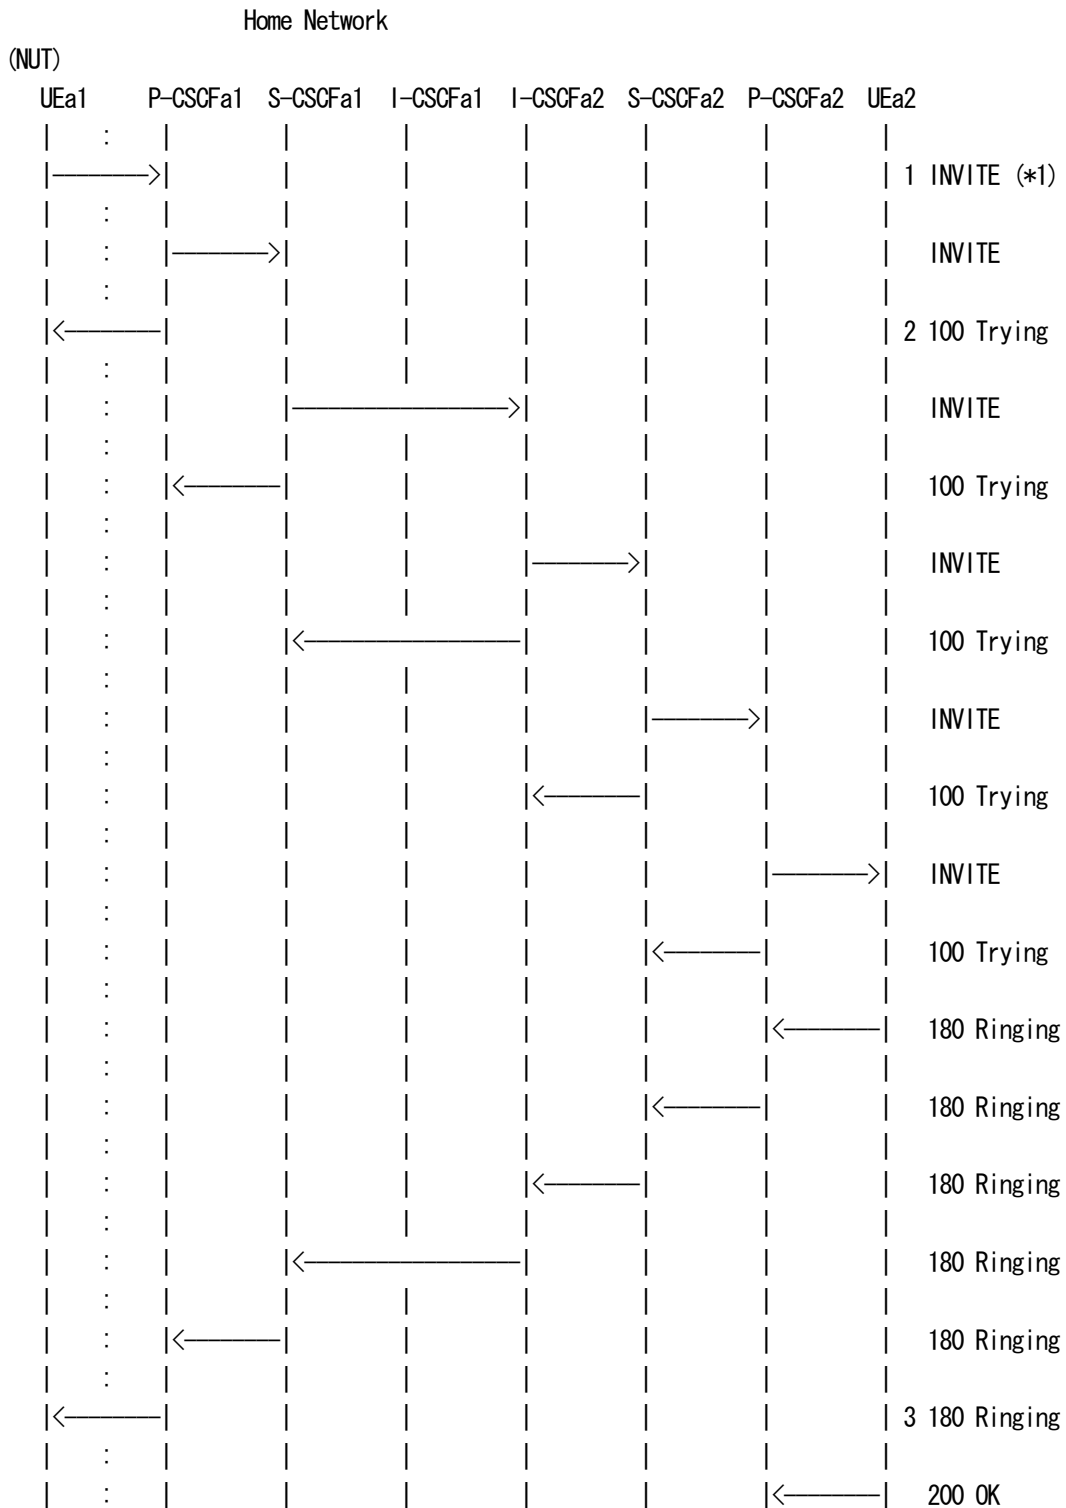 Home Network
(NUT)
UEa1 P-CSCFa1 S-CSCFa1 I-CSCFa1 I-CSCFa2 S-CSCFa2 P-CSCFa2 UEa2
1 INVITE (*1)
INVITE
2 100 Trying
INVITE
100 Trying
INVITE
100 Trying
INVITE
100 Trying
INVITE
100 Trying
180 Ringing
180 Ringing
180 Ringing
180 Ringing
180 Ringing
3 180 Ringing
200 OK